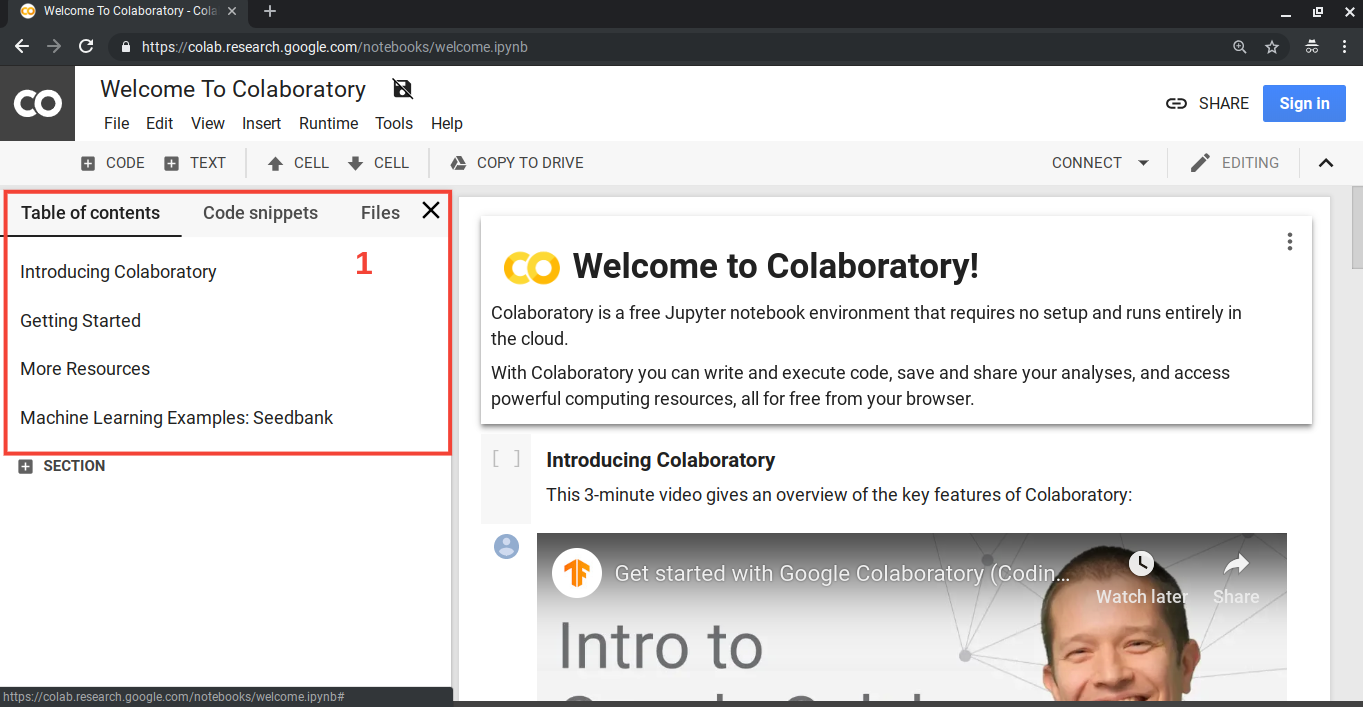 Welcome To Colaboratory - Cola
https://colab.research.google.com/notebooks/welcome.ipynb
CO
Welcome To Colaboratory
File Edit View Insert Runtime Tools Help
SHARE
Sign in
CODE TEXT CELL CELL COPY TO DRIVE
CONNECT EDITING
Table of contents Code snippets Files
1
Introducing Colaboratory
Getting Started
More Resources
Machine Learning Examples: Seedbank
SECTION
Welcome to Colaboratory!
Colaboratory is a free Jupyter notebook environment that requires no setup and runs entirely in
the cloud.
With Colaboratory you can write and execute code, save and share your analyses, and access
powerful computing resources, all for free from your browser.
[ ] Introducing Colaboratory
This 3-minute video gives an overview of the key features of Colaboratory:
Get started with Google Colaboratory (Codin...
Watch later Share
Intro to
https://colab.research.google.com/notebooks/welcome.ipynb#